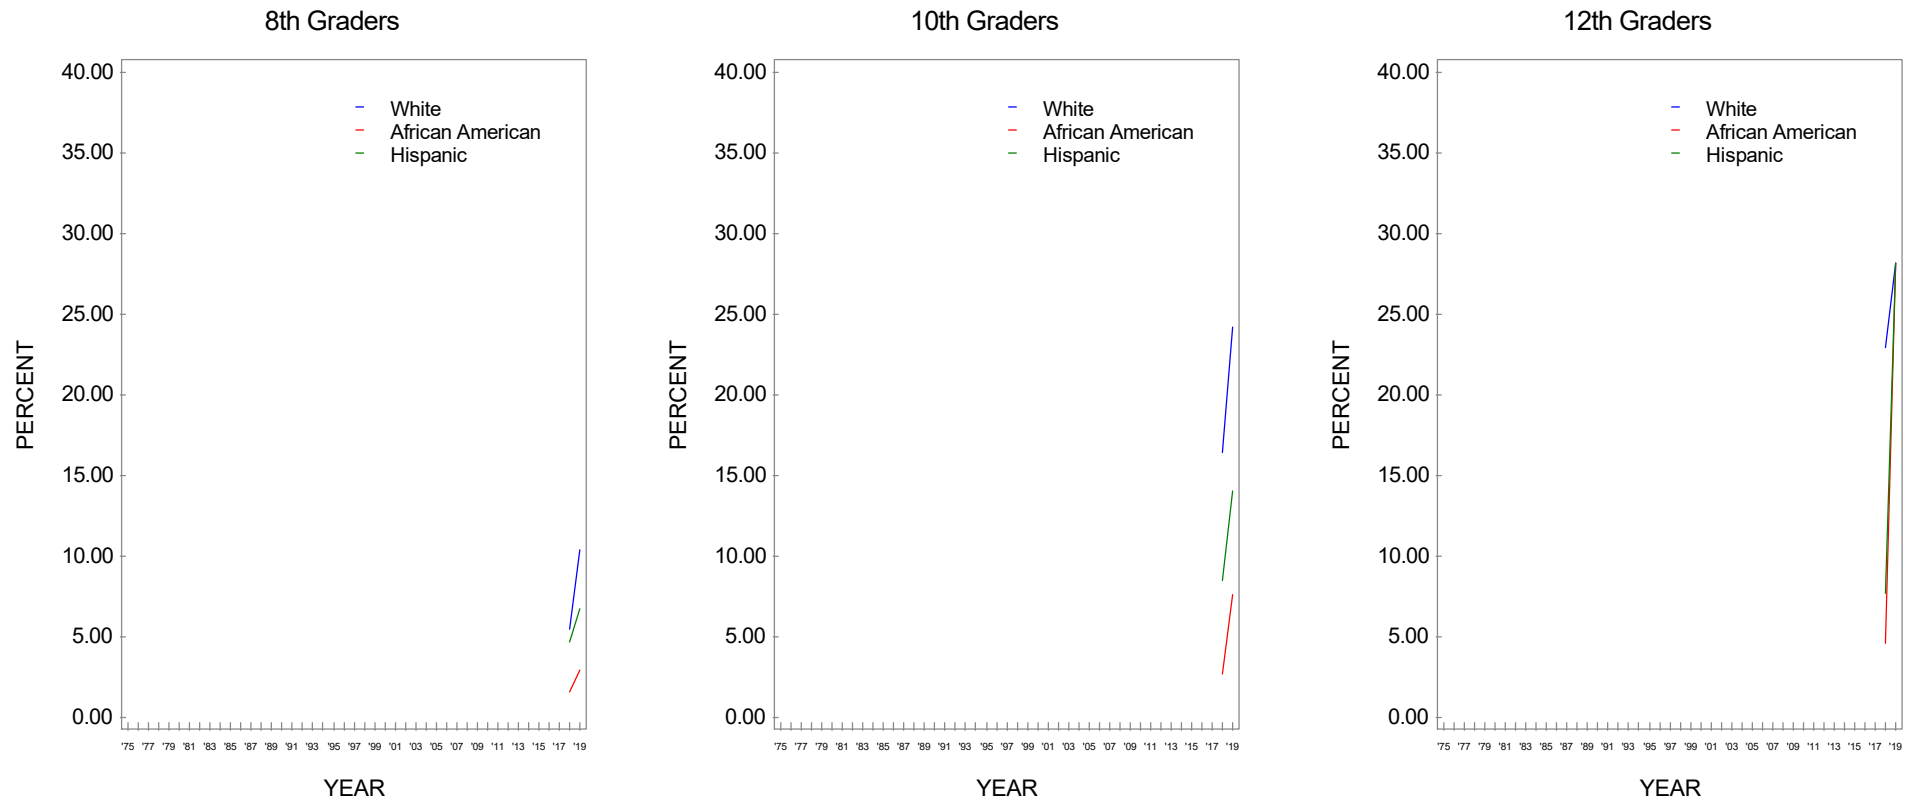 8th Graders
40.00
35.00
30.00
25.00
20.00
15.00
10.00
5.00
0.00
PERCENT
White
African American
Hispanic
'75 '77 '79 '81 '83 '85 '87 '89 '91 '93 '95 '97 '99 '01 '03 '05 '07 '09 '11 '13 '15 '17 '19
YEAR
10th Graders
40.00
35.00
30.00
25.00
20.00
15.00
10.00
5.00
0.00
PERCENT
White
African American
Hispanic
'75 '77 '79 '81 '83 '85 '87 '89 '91 '93 '95 '97 '99 '01 '03 '05 '07 '09 '11 '13 '15 '17 '19
YEAR
12th Graders
40.00
35.00
30.00
25.00
20.00
15.00
10.00
5.00
0.00
PERCENT
White
African American
Hispanic
'75 '77 '79 '81 '83 '85 '87 '89 '91 '93 '95 '97 '99 '01 '03 '05 '07 '09 '11 '13 '15 '17 '19
YEAR